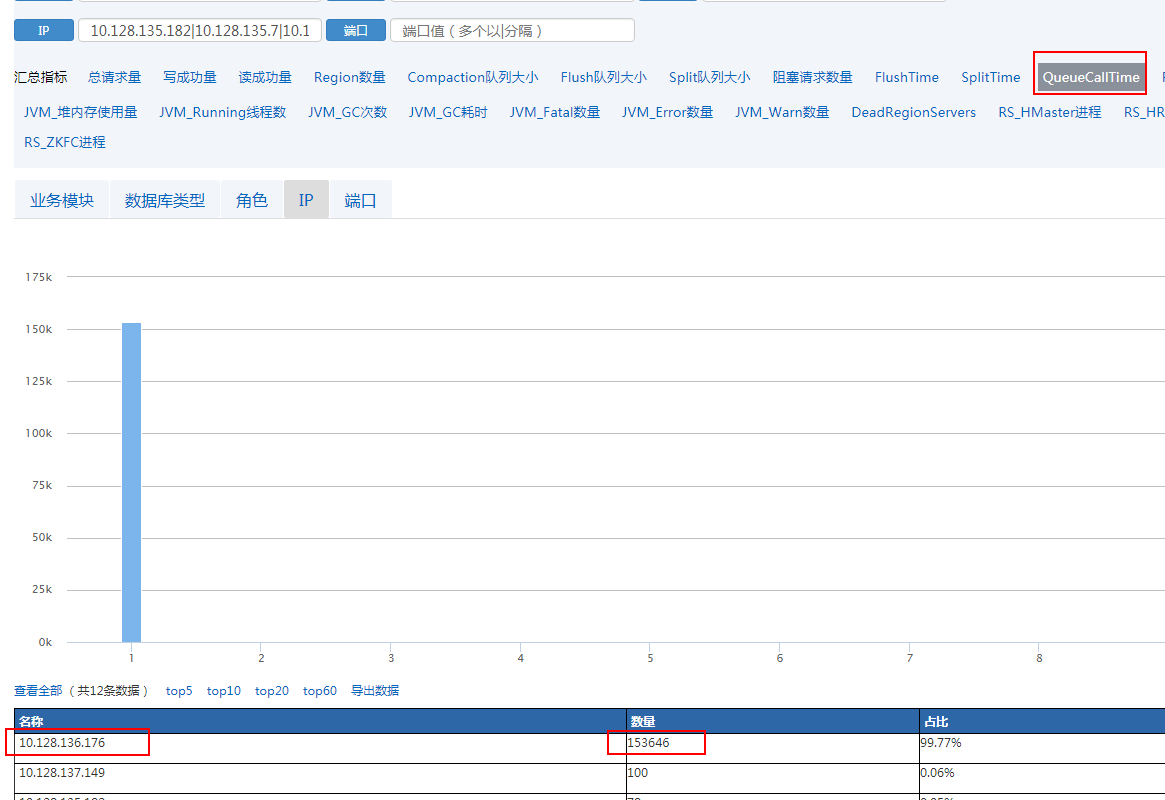 IP 10.128.135.182|10.128.135.7|10.1 端口 端口值（多个以|分隔）
汇总指标 总请求量 写成功量 读成功量 Region数量 Compaction队列大小 Flush队列大小 Split队列大小 阻塞请求数量 FlushTime SplitTime QueueCallTime
JVM_堆内存使用量 JVM_Running线程数 JVM_GC次数 JVM_GC耗时 JVM_Fatal数量 JVM_Error数量 JVM_Warn数量 DeadRegionServers RS_HMaster进程 RS_HR
RS_ZKFC进程
业务模块 数据库类型 角色 IP 端口
175k
150k
125k
100k
75k
50k
25k
0k
1 2 3 4 5 6 7 8
查看全部（共12条数据） top5 top10 top20 top60 导出数据
名称 数量 占比
10.128.136.176 153646 99.77%
10.128.137.149 100 0.06%